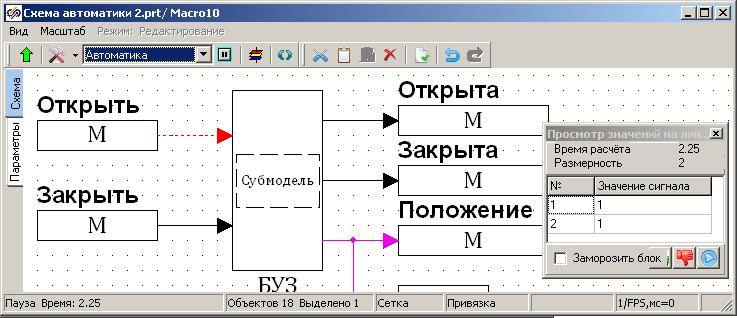 Схема автоматики 2.prt/ Macro10
Вид Масштаб Режим: Редактирование
Автоматика
Схема
Параметры
Открыть
М
Закрыть
М
Субмодель
БУЗ
Открыта
М
Закрыта
М
Положение
М
Просмотр значений на лин
Время расчёта 2.25
Размерность 2
№ Значение сигнала
1 1
2 1
Заморозить блок
Пауза Время: 2.25 Объектов 18 Выделено 1 Сетка Привязка 1/FPS,мс=0